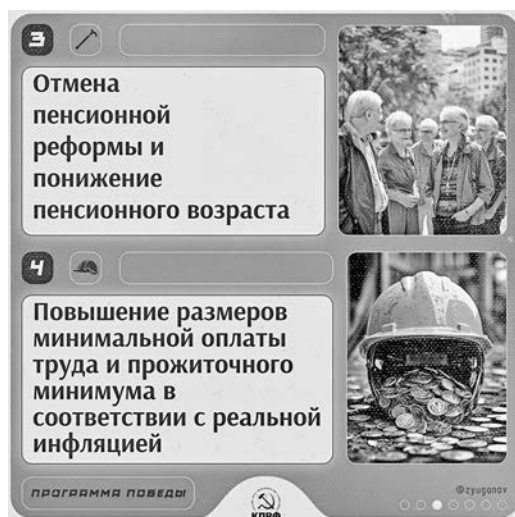 3
Отмена
пенсионной
реформы и
понижение
пенсионного возраста
4
Повышение размеров
минимальной оплаты
труда и прожиточного
минимума в
соответствии с реальной
инфляцией
ПРОГРАММА ПОБЕДЫ
КПРФ
@zyuganov